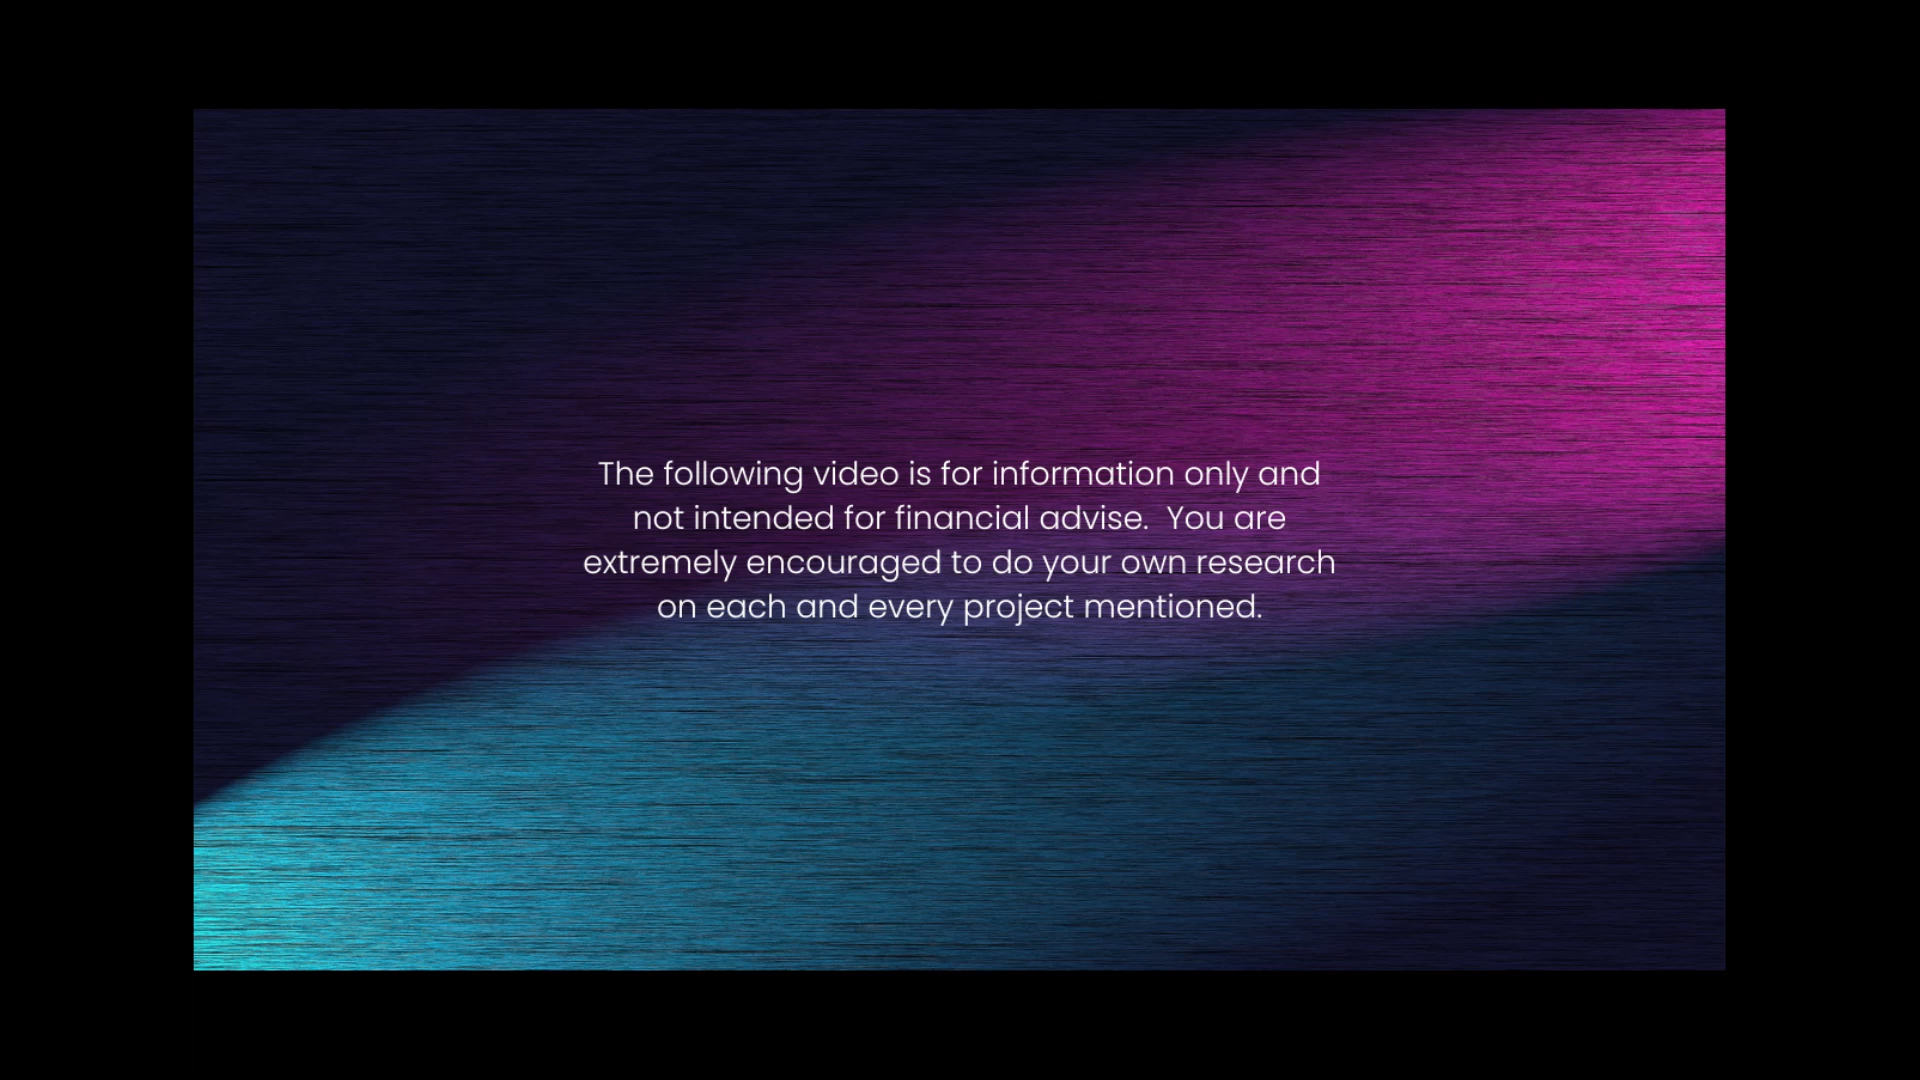 The following video is for information only and
not intended for financial advise.  You are
extremely encouraged to do your own research
on each and every project mentioned.